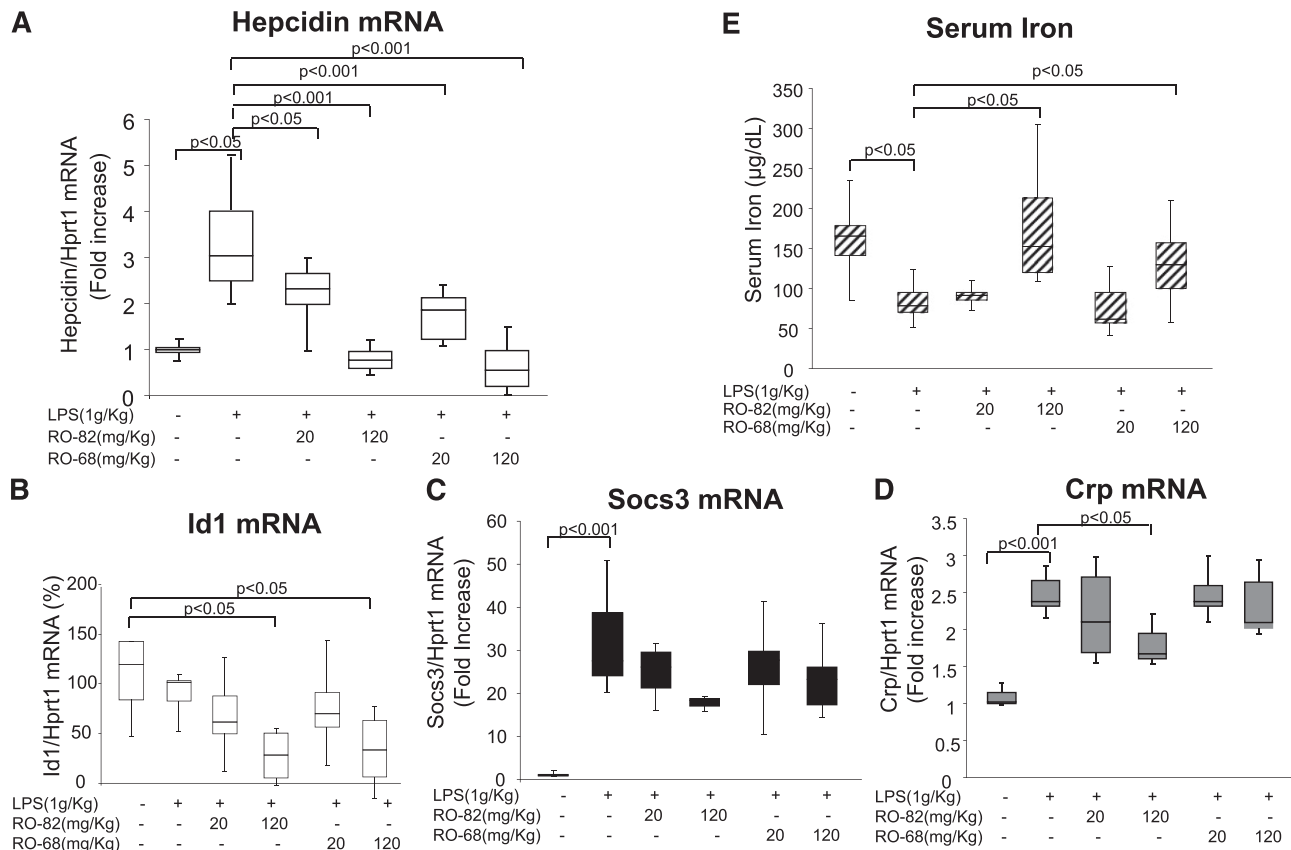 A
Hepcidin mRNA
p<0.001
p<0.001
p<0.001
p<0.05
p<0.05
Hepcidin/Hprt1 mRNA
(Fold increase)
6
5
4
3
2
1
0
LPS(1g/Kg) - + + + + +
RO-82(mg/Kg) - - 20 120 - -
RO-68(mg/Kg) - - - - 20 120
E
Serum Iron
p<0.05
p<0.05
p<0.05
Serum Iron (µg/dL)
350
300
250
200
150
100
50
0
LPS(1g/Kg) - + + + + +
RO-82(mg/Kg) - - 20 120 - -
RO-68(mg/Kg) - - - - 20 120
B
Id1 mRNA
p<0.05
p<0.05
Id1/Hprt1 mRNA (%)
200
150
100
50
0
LPS(1g/Kg) - + + + + +
RO-82(mg/Kg) - - 20 120 - -
RO-68(mg/Kg) - - - - 20 120
C
Socs3 mRNA
p<0.001
Socs3/Hprt1 mRNA
(Fold Increase)
60
50
40
30
20
10
0
LPS(1g/Kg) - + + + + +
RO-82(mg/Kg) - - 20 120 - -
RO-68(mg/Kg) - - - - 20 120
D
Crp mRNA
p<0.05
p<0.001
Crp/Hprt1 mRNA
(Fold increase)
3.5
3
2.5
2
1.5
1
0.5
0
LPS(1g/Kg) - + + + + +
RO-82(mg/Kg) - - 20 120 - -
RO-68(mg/Kg) - - - - 20 120